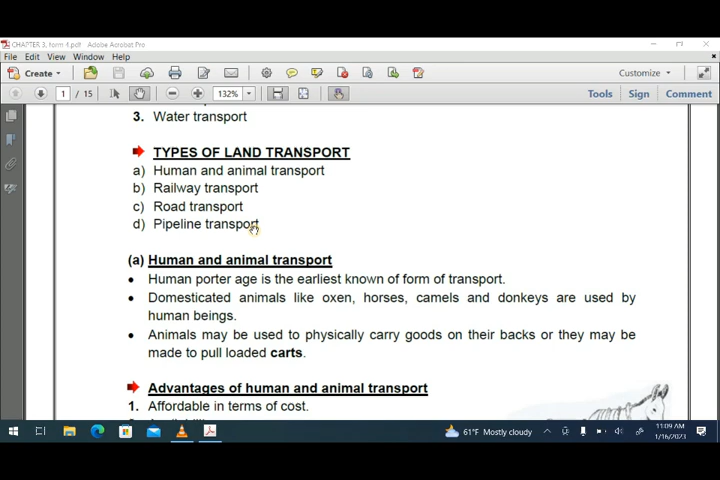 CHAPTER 3, form 4.pdf - Adobe Acrobat Pro
File Edit View Window Help
Create Customize
1 / 15 132% Tools Sign Comment
3. Water transport
TYPES OF LAND TRANSPORT
a) Human and animal transport
b) Railway transport
c) Road transport
d) Pipeline transport
(a) Human and animal transport
• Human porter age is the earliest known of form of transport.
• Domesticated animals like oxen, horses, camels and donkeys are used by
human beings.
• Animals may be used to physically carry goods on their backs or they may be
made to pull loaded carts.
Advantages of human and animal transport
1. Affordable in terms of cost.
61°F Mostly cloudy
11:09 AM
1/16/2023